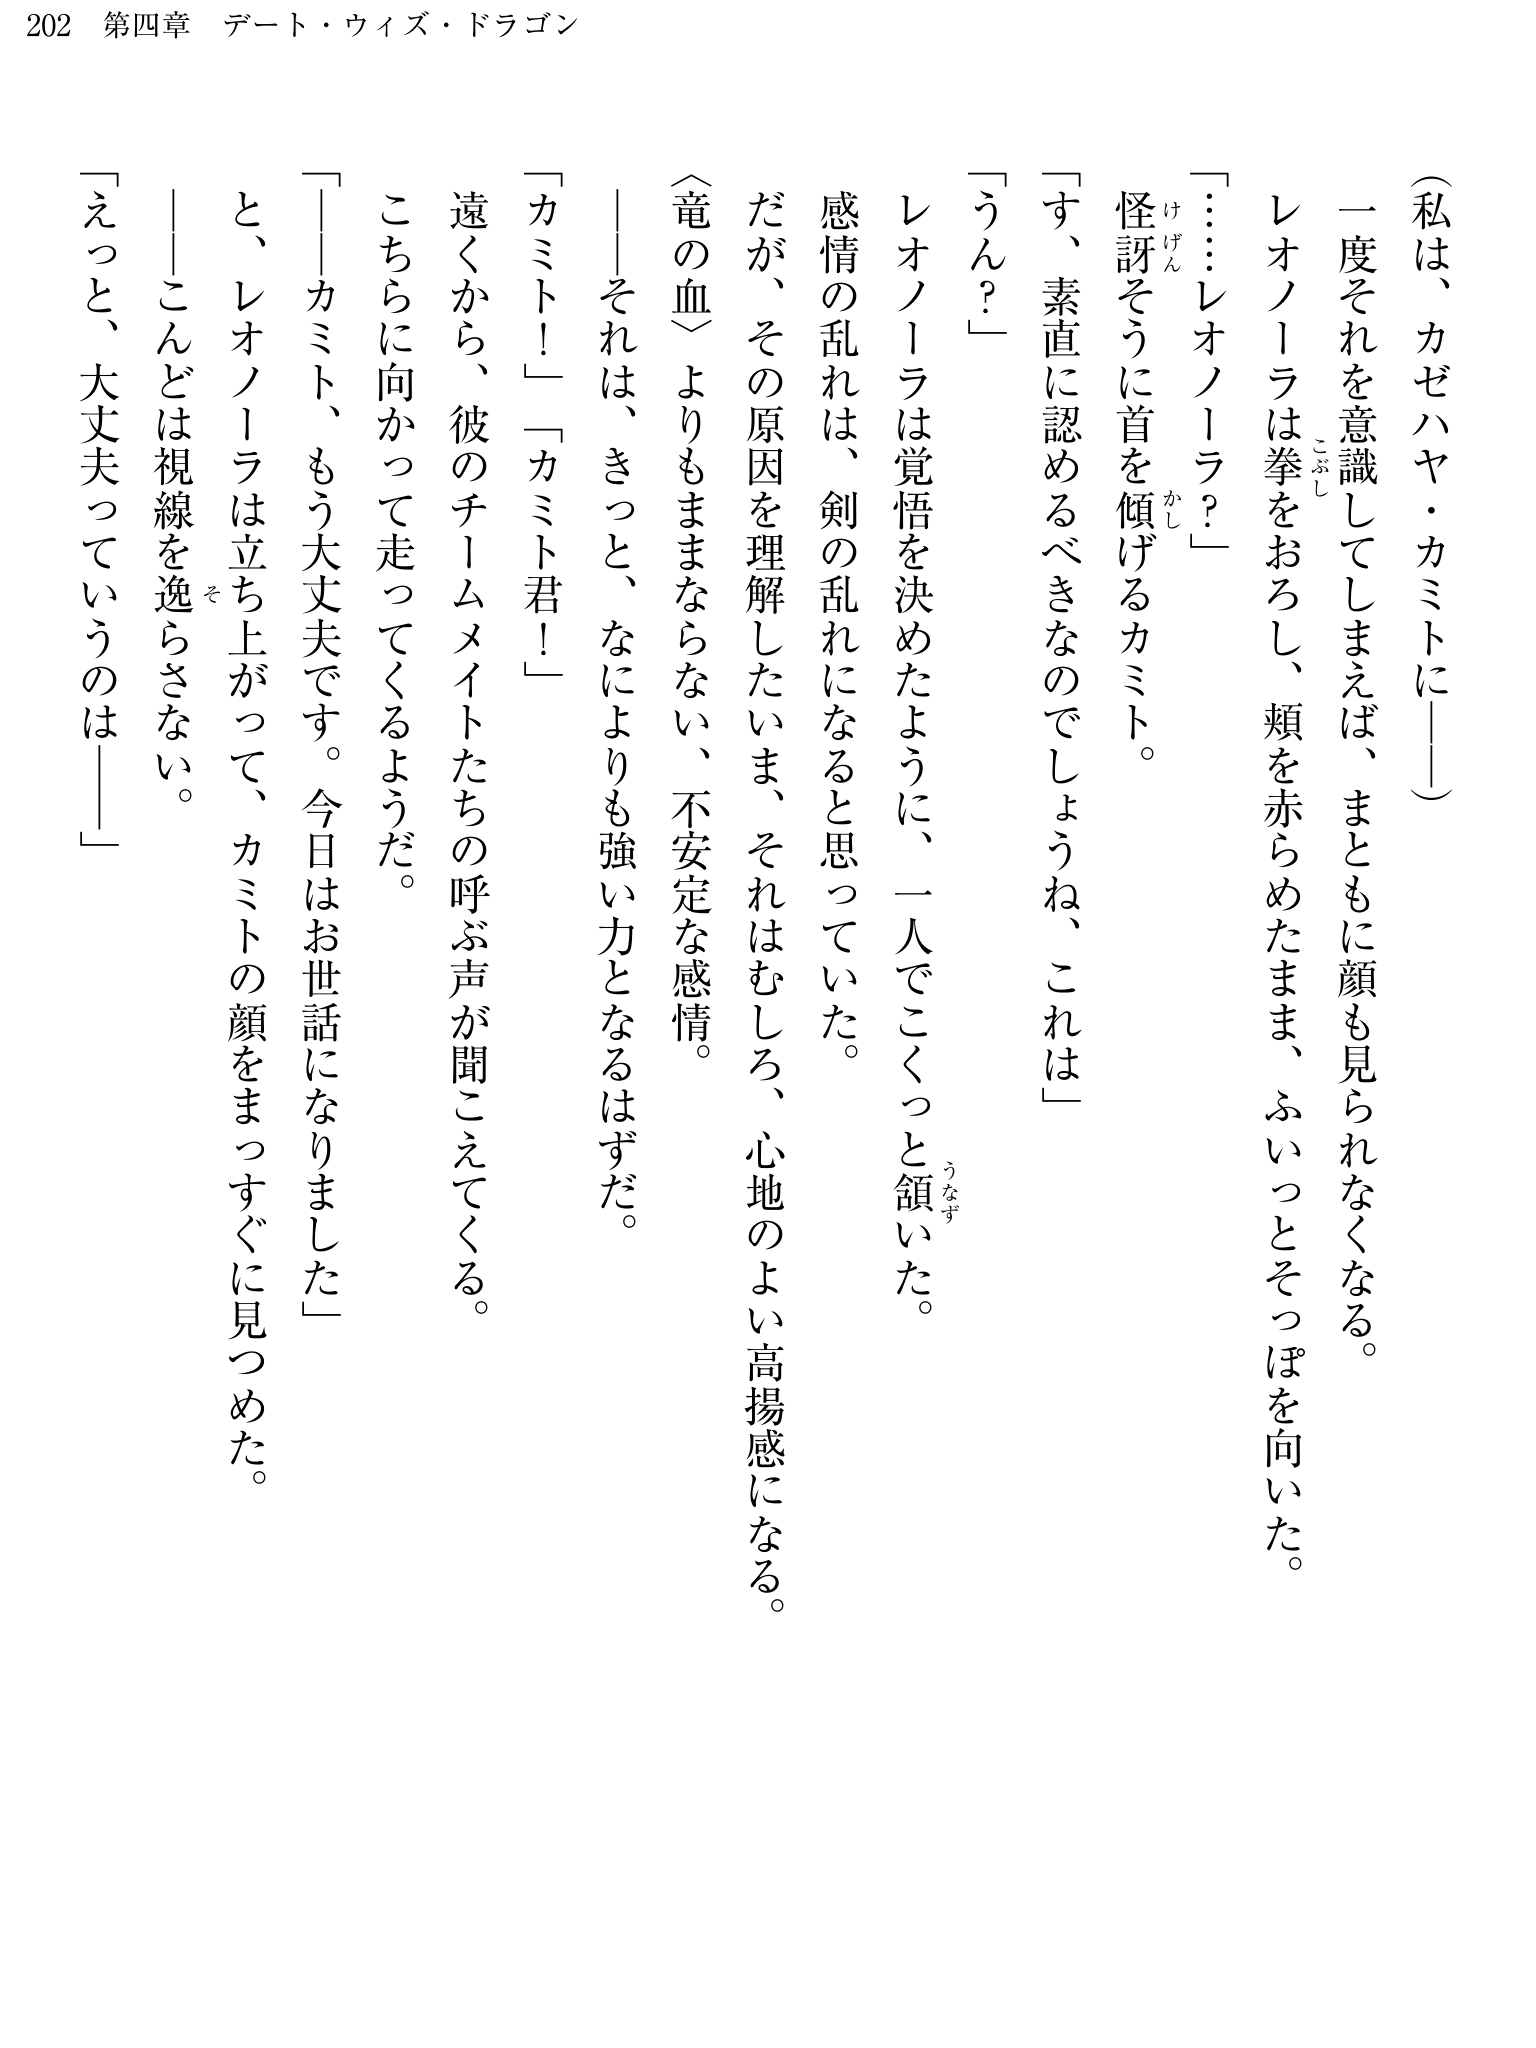 202　第四章　デート・ウィズ・ドラゴン
（私は、カゼハヤ・カミトに――）
　一度それを意識してしまえば、まともに顔も見られなくなる。
　レオノーラは拳をおろし、頬を赤らめたまま、ふいっとそっぽを向いた。
「……レオノーラ？」
　怪訝そうに首を傾げるカミト。
「す、素直に認めるべきなのでしょうね、これは」
「うん？」
　レオノーラは覚悟を決めたように、一人でこくっと頷いた。
　感情の乱れは、剣の乱れになると思っていた。
　だが、その原因を理解したいま、それはむしろ、心地のよい高揚感になる。
〈竜の血〉よりもままならない、不安定な感情。
　――それは、きっと、なによりも強い力となるはずだ。
「カミト！」「カミト君！」
　遠くから、彼のチームメイトたちの呼ぶ声が聞こえてくる。
　こちらに向かって走ってくるようだ。
「――カミト、もう大丈夫です。今日はお世話になりました」
　と、レオノーラは立ち上がって、カミトの顔をまっすぐに見つめた。
　――こんどは視線を逸らさない。
「えっと、大丈夫っていうのは――」